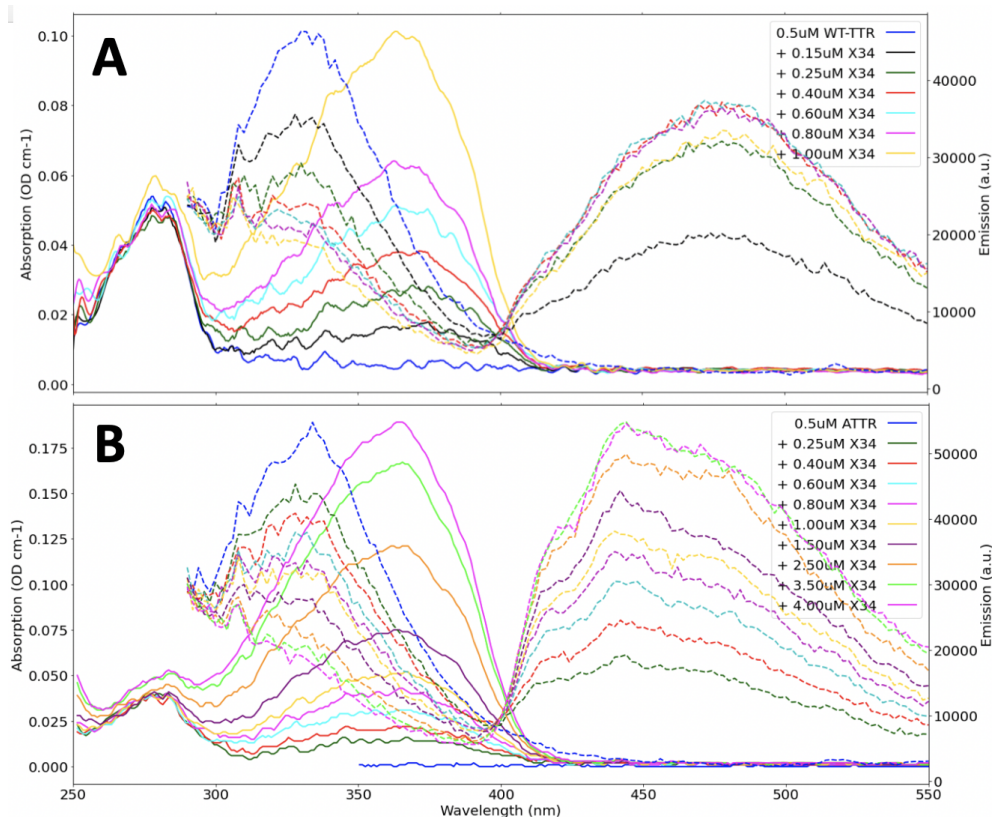 A
Absorption (OD cm-1)
0.10
0.08
0.06
0.04
0.02
0.00
0.5uM WT-TTR
+ 0.15uM X34
+ 0.25uM X34
+ 0.40uM X34
+ 0.60uM X34
+ 0.80uM X34
+ 1.00uM X34
40000
30000
20000
10000
0
Emission (a.u.)
B
Absorption (OD cm-1)
0.175
0.150
0.125
0.100
0.075
0.050
0.025
0.000
0.5uM ATTR
+ 0.25uM X34
+ 0.40uM X34
+ 0.60uM X34
+ 0.80uM X34
+ 1.00uM X34
+ 1.50uM X34
+ 2.50uM X34
+ 3.50uM X34
+ 4.00uM X34
50000
40000
30000
20000
10000
0
Emission (a.u.)
250 300 350 400 450 500 550
Wavelength (nm)